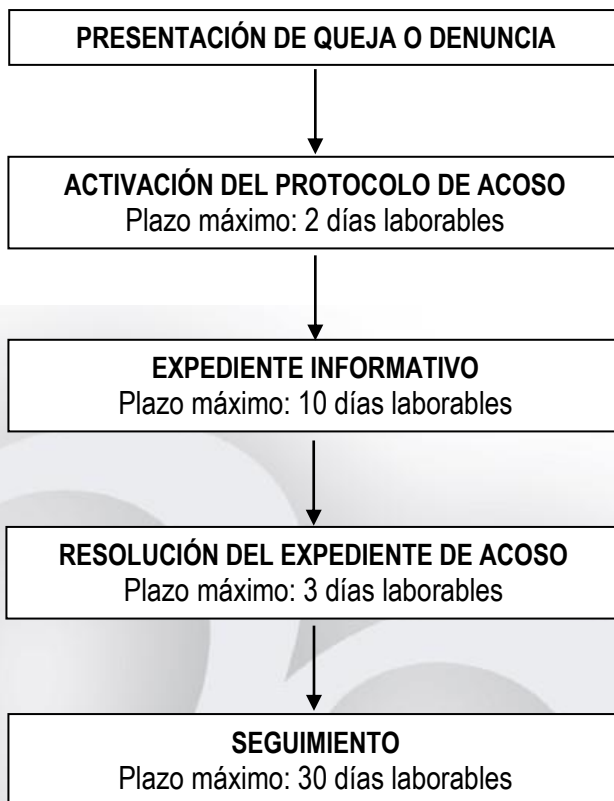 PRESENTACIÓN DE QUEJA O DENUNCIA
ACTIVACIÓN DEL PROTOCOLO DE ACOSO
Plazo máximo: 2 días laborables
EXPEDIENTE INFORMATIVO
Plazo máximo: 10 días laborables
RESOLUCIÓN DEL EXPEDIENTE DE ACOSO
Plazo máximo: 3 días laborables
SEGUIMIENTO
Plazo máximo: 30 días laborables